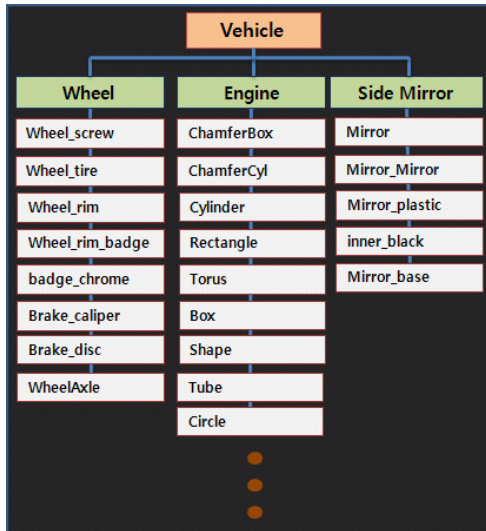 Vehicle
Wheel
Wheel_screw
Wheel_tire
Wheel_rim
Wheel_rim_badge
badge_chrome
Brake_caliper
Brake_disc
WheelAxle
Engine
ChamferBox
ChamferCyl
Cylinder
Rectangle
Torus
Box
Shape
Tube
Circle
Side Mirror
Mirror
Mirror_Mirror
Mirror_plastic
inner_black
Mirror_base